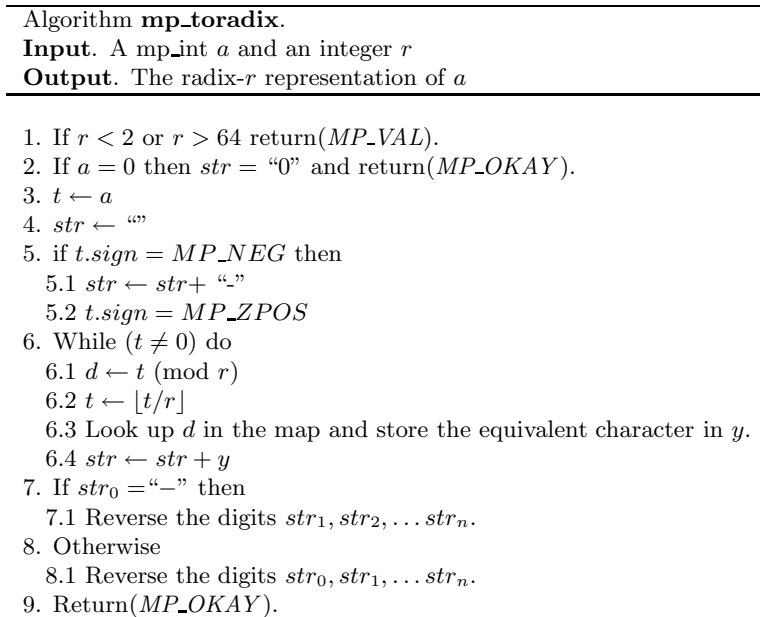 Algorithm mp_toradix.
Input. A mp_int a and an integer r
Output. The radix-r representation of a
1. If r < 2 or r > 64 return(MP_VAL).
2. If a = 0 then str = “0” and return(MP_OKAY).
3. t ← a
4. str ← “”
5. if t.sign = MP_NEG then
5.1 str ← str+ “-”
5.2 t.sign = MP_ZPOS
6. While (t ≠ 0) do
6.1 d ← t (mod r)
6.2 t ← ⌊t/r⌋
6.3 Look up d in the map and store the equivalent character in y.
6.4 str ← str + y
7. If str₀ =“−” then
7.1 Reverse the digits str₁, str₂, . . . strₙ.
8. Otherwise
8.1 Reverse the digits str₀, str₁, . . . strₙ.
9. Return(MP_OKAY).